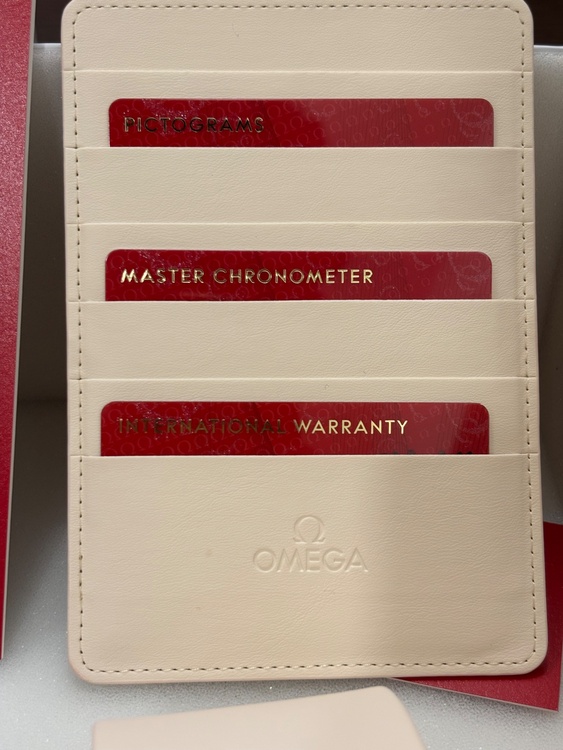 PICTOGRAMS
MASTER CHRONOMETER
INTERNATIONAL WARRANTY
Ω
OMEGA